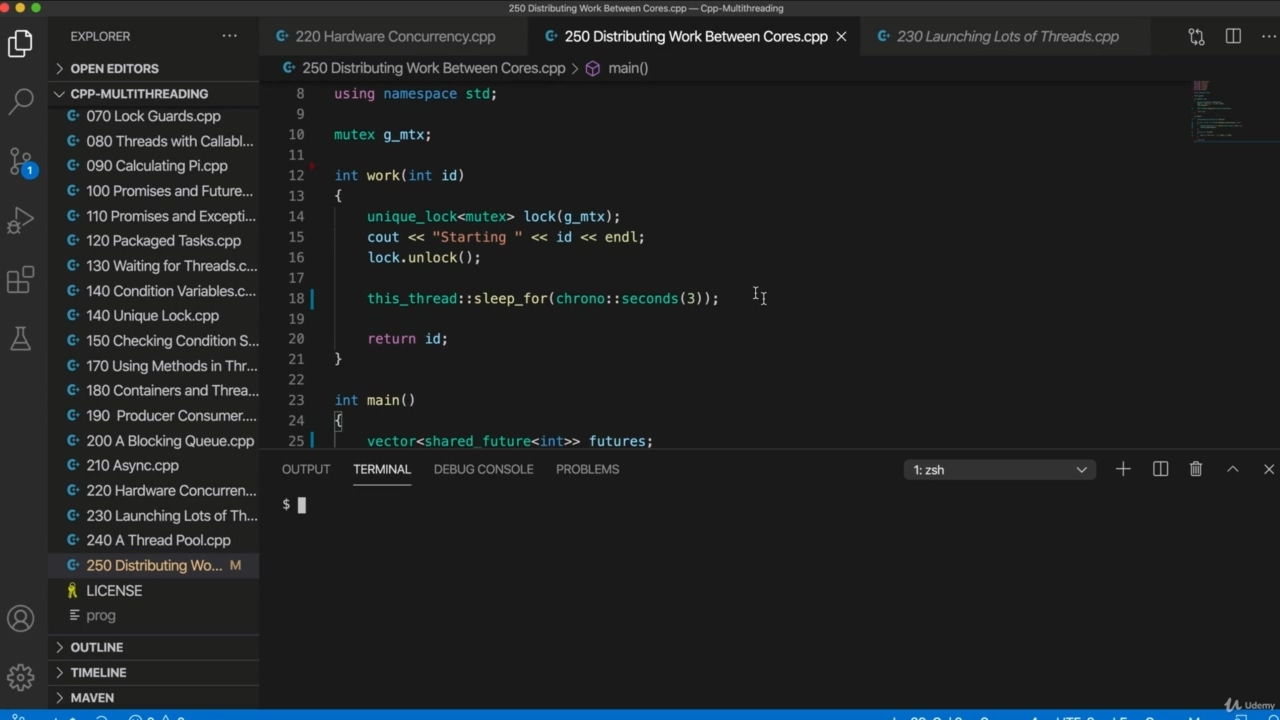 250 Distributing Work Between Cores.cpp — Cpp-Multithreading
EXPLORER
220 Hardware Concurrency.cpp
250 Distributing Work Between Cores.cpp
230 Launching Lots of Threads.cpp
OPEN EDITORS
250 Distributing Work Between Cores.cpp > main()
CPP-MULTITHREADING
070 Lock Guards.cpp
080 Threads with Callabl...
090 Calculating Pi.cpp
100 Promises and Future...
110 Promises and Excepti...
120 Packaged Tasks.cpp
130 Waiting for Threads.c...
140 Condition Variables.c...
140 Unique Lock.cpp
150 Checking Condition S...
170 Using Methods in Thr...
180 Containers and Threa...
190 Producer Consumer....
200 A Blocking Queue.cpp
210 Async.cpp
220 Hardware Concurren...
230 Launching Lots of Th...
240 A Thread Pool.cpp
250 Distributing Wo... M
LICENSE
prog
OUTLINE
TIMELINE
MAVEN
1
8 using namespace std;
9
10 mutex g_mtx;
11
12 int work(int id)
13 {
14 unique_lock<mutex> lock(g_mtx);
15 cout << "Starting " << id << endl;
16 lock.unlock();
17
18 this_thread::sleep_for(chrono::seconds(3));
19
20 return id;
21 }
22
23 int main()
24 {
25 vector<shared_future<int>> futures;
OUTPUT TERMINAL DEBUG CONSOLE PROBLEMS
1: zsh
$
Udemy